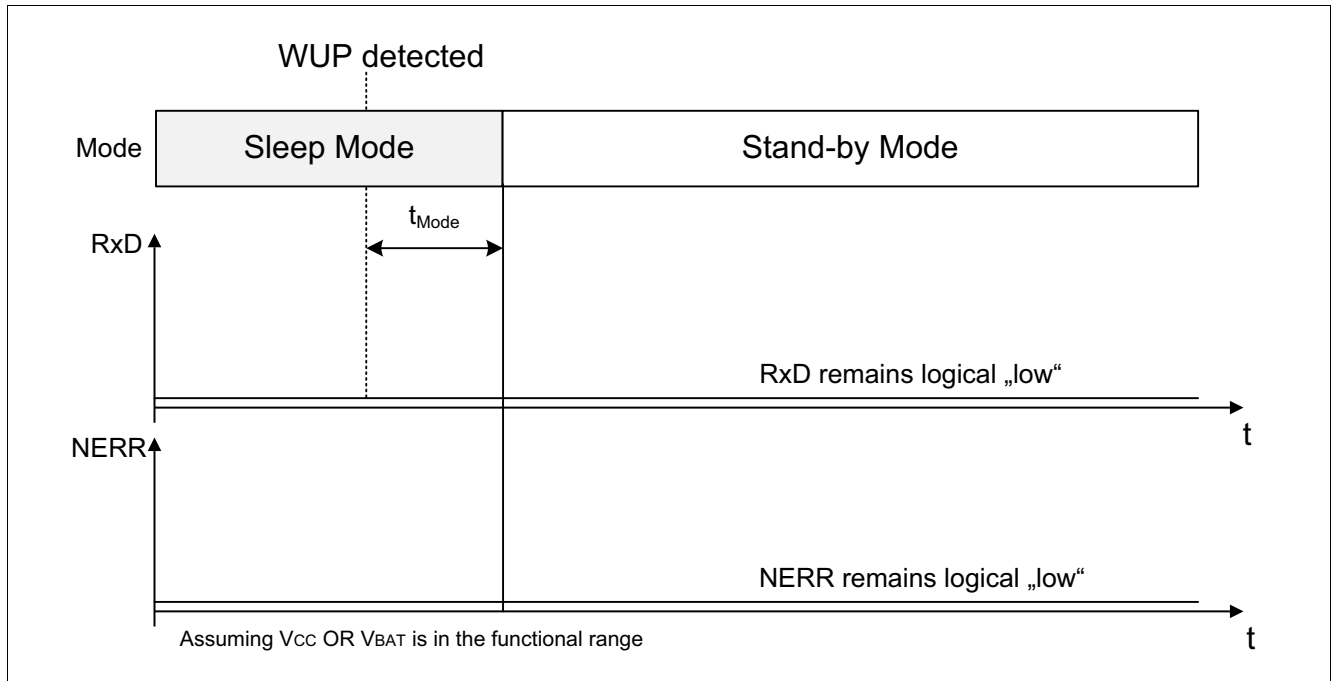 WUP detected
Mode
Sleep Mode
Stand-by Mode
tMode
RxD
RxD remains logical „low“
t
NERR
NERR remains logical „low“
Assuming VCC OR VBAT is in the functional range
t